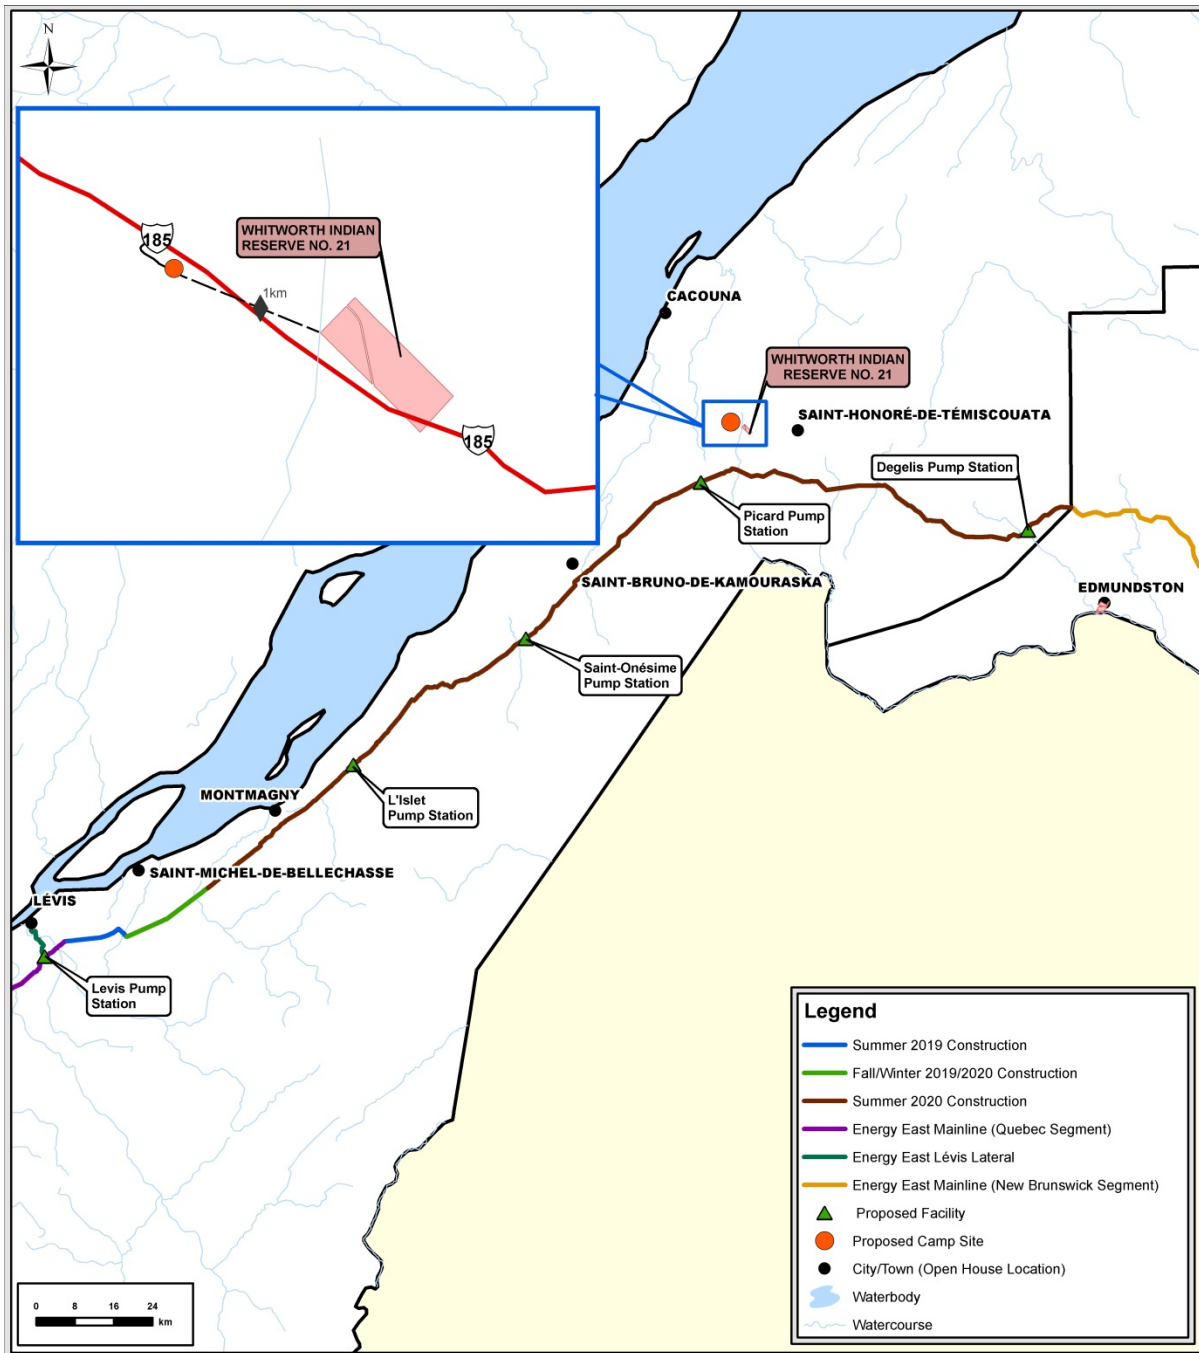 N
185
WHITWORTH INDIAN
RESERVE NO. 21
1km
185
CACOUNA
WHITWORTH INDIAN
RESERVE NO. 21
SAINT-HONORÉ-DE-TÉMISCOUATA
Degelis Pump Station
Picard Pump
Station
SAINT-BRUNO-DE-KAMOURASKA
EDMUNDSTON
Saint-Onésime
Pump Station
MONTMAGNY
L'Islet
Pump Station
SAINT-MICHEL-DE-BELLECHASSE
LÉVIS
Levis Pump
Station
Legend
Summer 2019 Construction
Fall/Winter 2019/2020 Construction
Summer 2020 Construction
Energy East Mainline (Quebec Segment)
Energy East Lévis Lateral
Energy East Mainline (New Brunswick Segment)
Proposed Facility
Proposed Camp Site
City/Town (Open House Location)
Waterbody
Watercourse
0 8 16 24
km